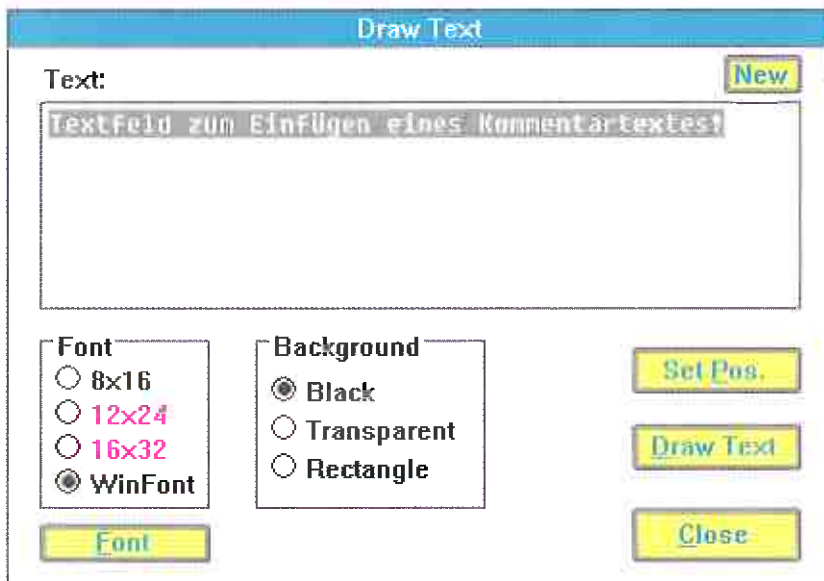 Draw Text
Text:
New
Textfeld zum Einfügen eines Kommentartextes!
Font
8x16
12x24
16x32
WinFont
Background
Black
Transparent
Rectangle
Set Pos.
Draw Text
Font
Close